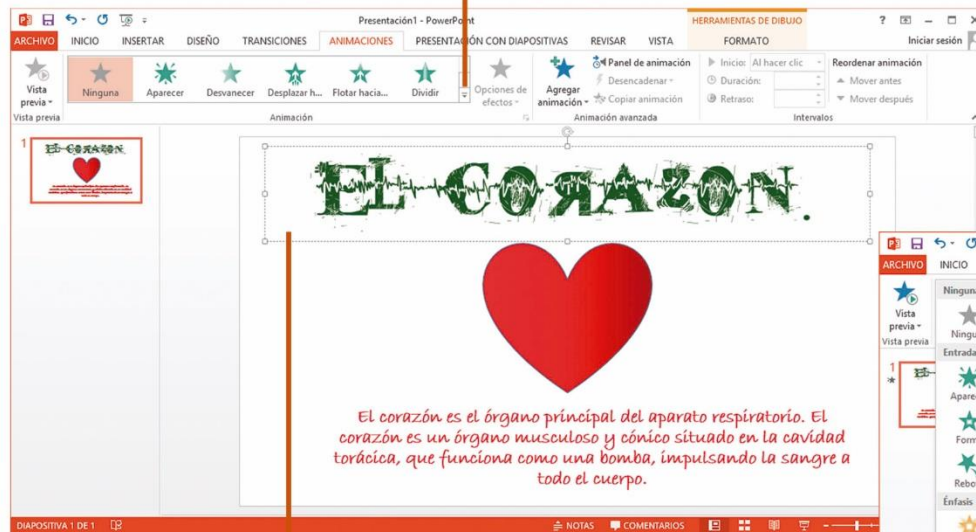 Presentación1 - PowerPoint
HERRAMIENTAS DE DIBUJO
?
ARCHIVO INICIO INSERTAR DISEÑO TRANSICIONES ANIMACIONES PRESENTACIÓN CON DIAPOSITIVAS REVISAR VISTA FORMATO Iniciar sesión
Vista previa
Ninguna Aparecer Desvanecer Desplazar h... Flotar hacia... Dividir
Opciones de efectos
Agregar animación
Panel de animación
Desencadenar
Copiar animación
Inicio: Al hacer clic
Duración:
Retraso:
Reordenar animación
Mover antes
Mover después
Vista previa Animación Animación avanzada Intervalos
1
EL CORAZON
EL CORAZON.
El corazón es el órgano principal del aparato respiratorio. El
corazón es un órgano musculoso y cónico situado en la cavidad
torácica, que funciona como una bomba, impulsando la sangre a
todo el cuerpo.
DIAPOSITIVA 1 DE 1 NOTAS COMENTARIOS
ARCHIVO INICIO
Vista previa
Vista previa
1
Entrada
Énfasis